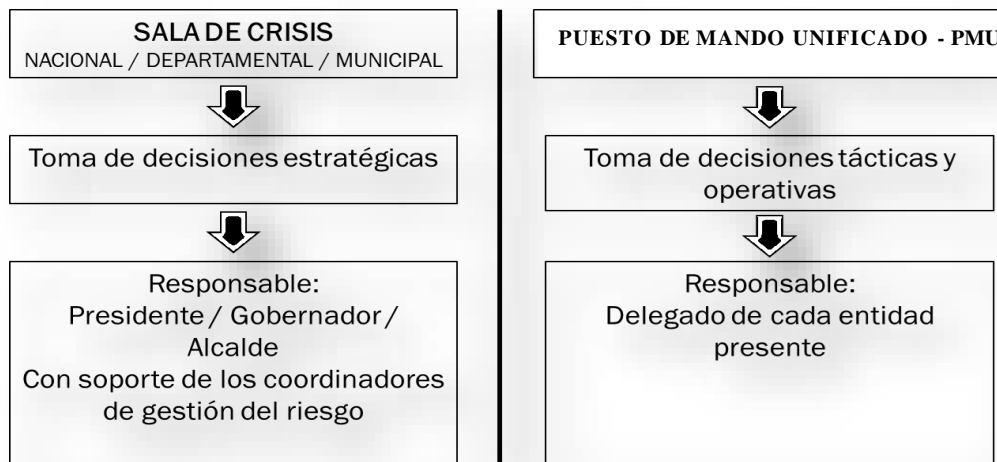 SALA DE CRISIS
NACIONAL / DEPARTAMENTAL / MUNICIPAL
Toma de decisiones estratégicas
Responsable:
Presidente / Gobernador /
Alcalde
Con soporte de los coordinadores
de gestión del riesgo
PUESTO DE MANDO UNIFICADO - PMU
Toma de decisiones tácticas y
operativas
Responsable:
Delegado de cada entidad
presente